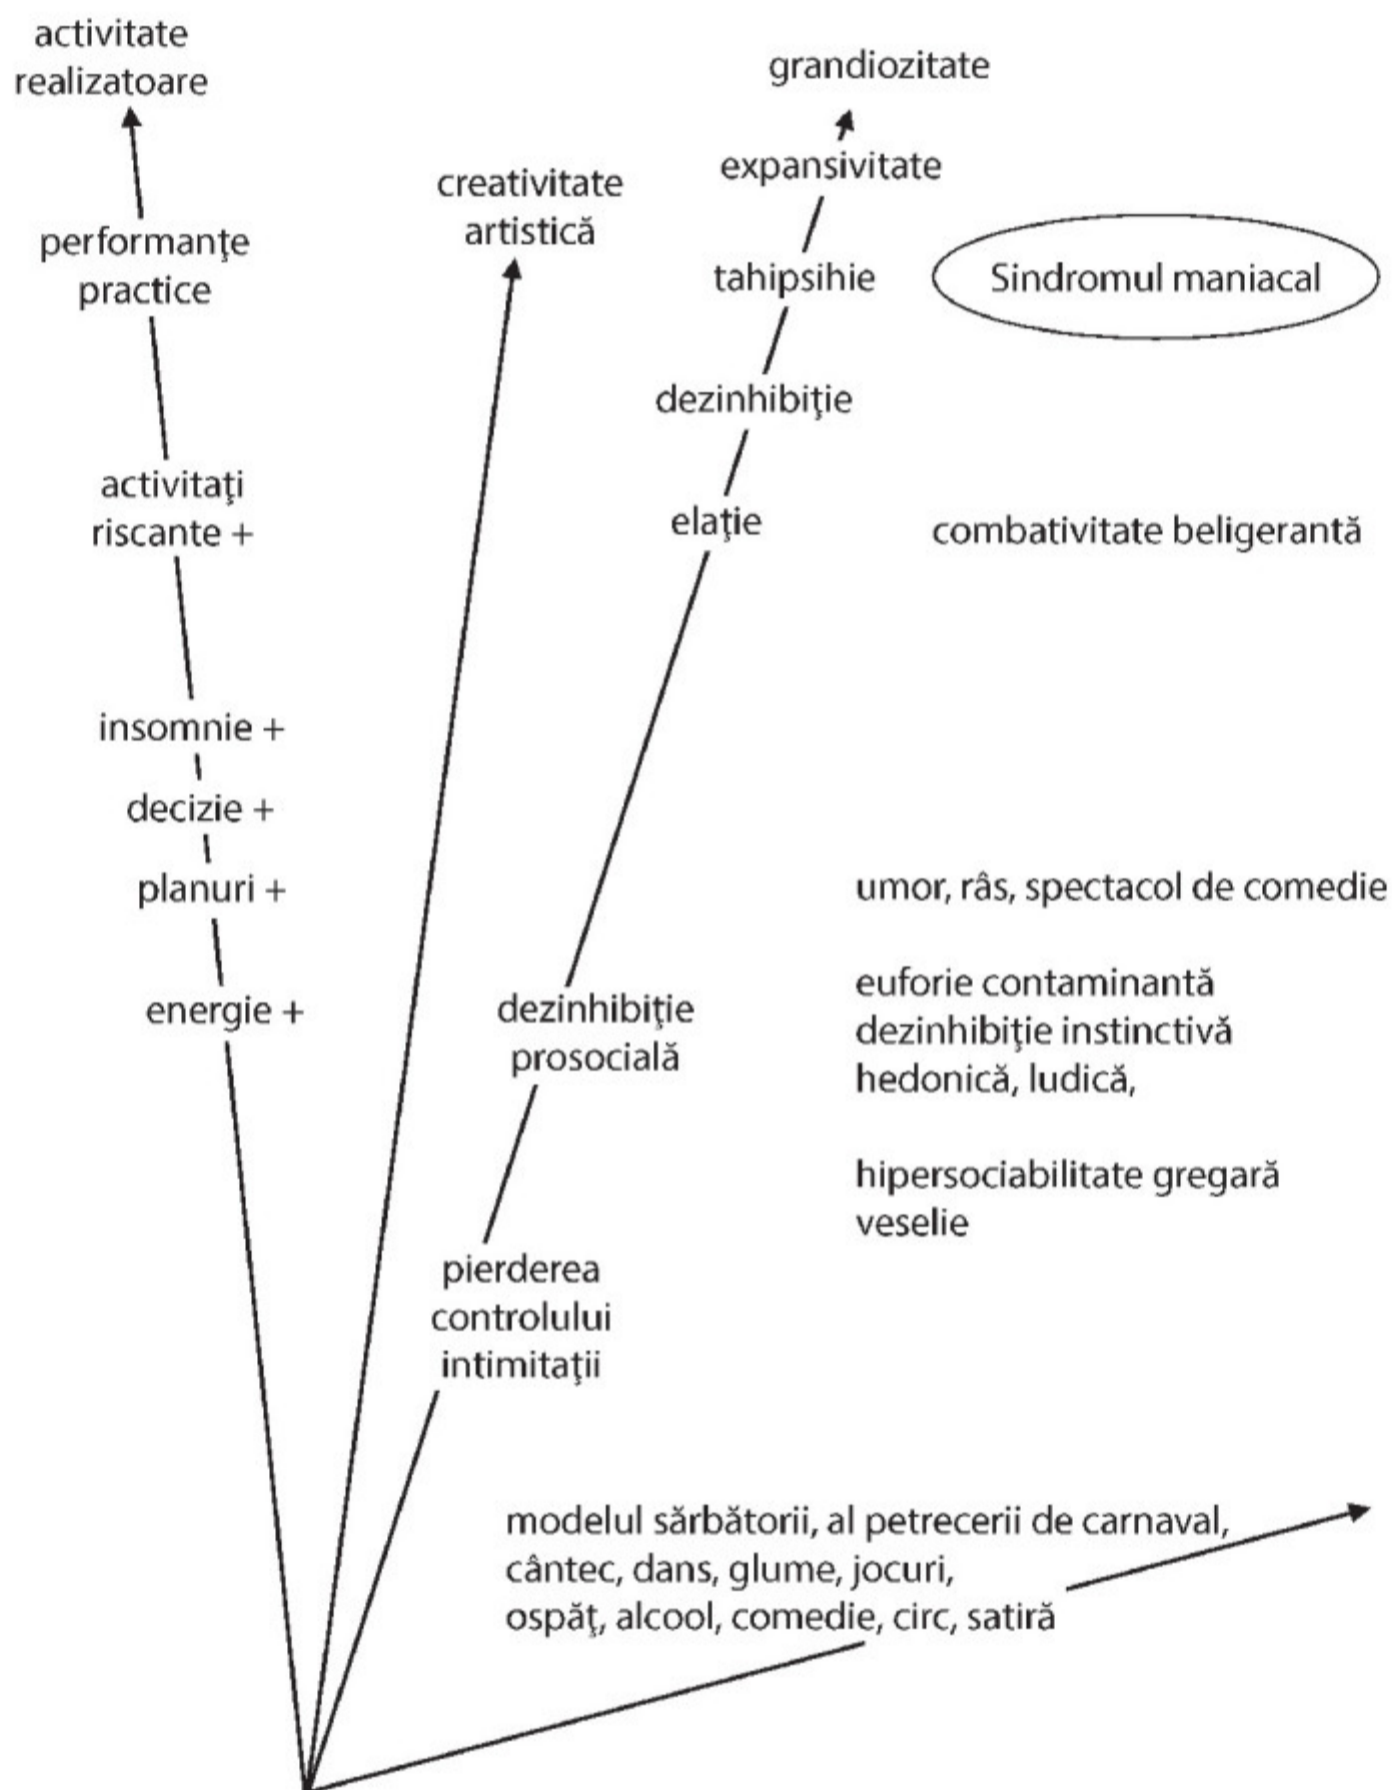 activitate
realizatoare
performanţe
practice
activitaţi
riscante +
insomnie +
decizie +
planuri +
energie +
creativitate
artistică
grandiozitate
expansivitate
tahipsihie
dezinhibiţie
elaţie
dezinhibiţie
prosocială
pierderea
controlului
intimitaţii
Sindromul maniacal
combativitate beligerantă
umor, râs, spectacol de comedie
euforie contaminantă
dezinhibiţie instinctivă
hedonică, ludică,
hipersociabilitate gregară
veselie
modelul sărbătorii, al petrecerii de carnaval,
cântec, dans, glume, jocuri,
ospăţ, alcool, comedie, circ, satiră